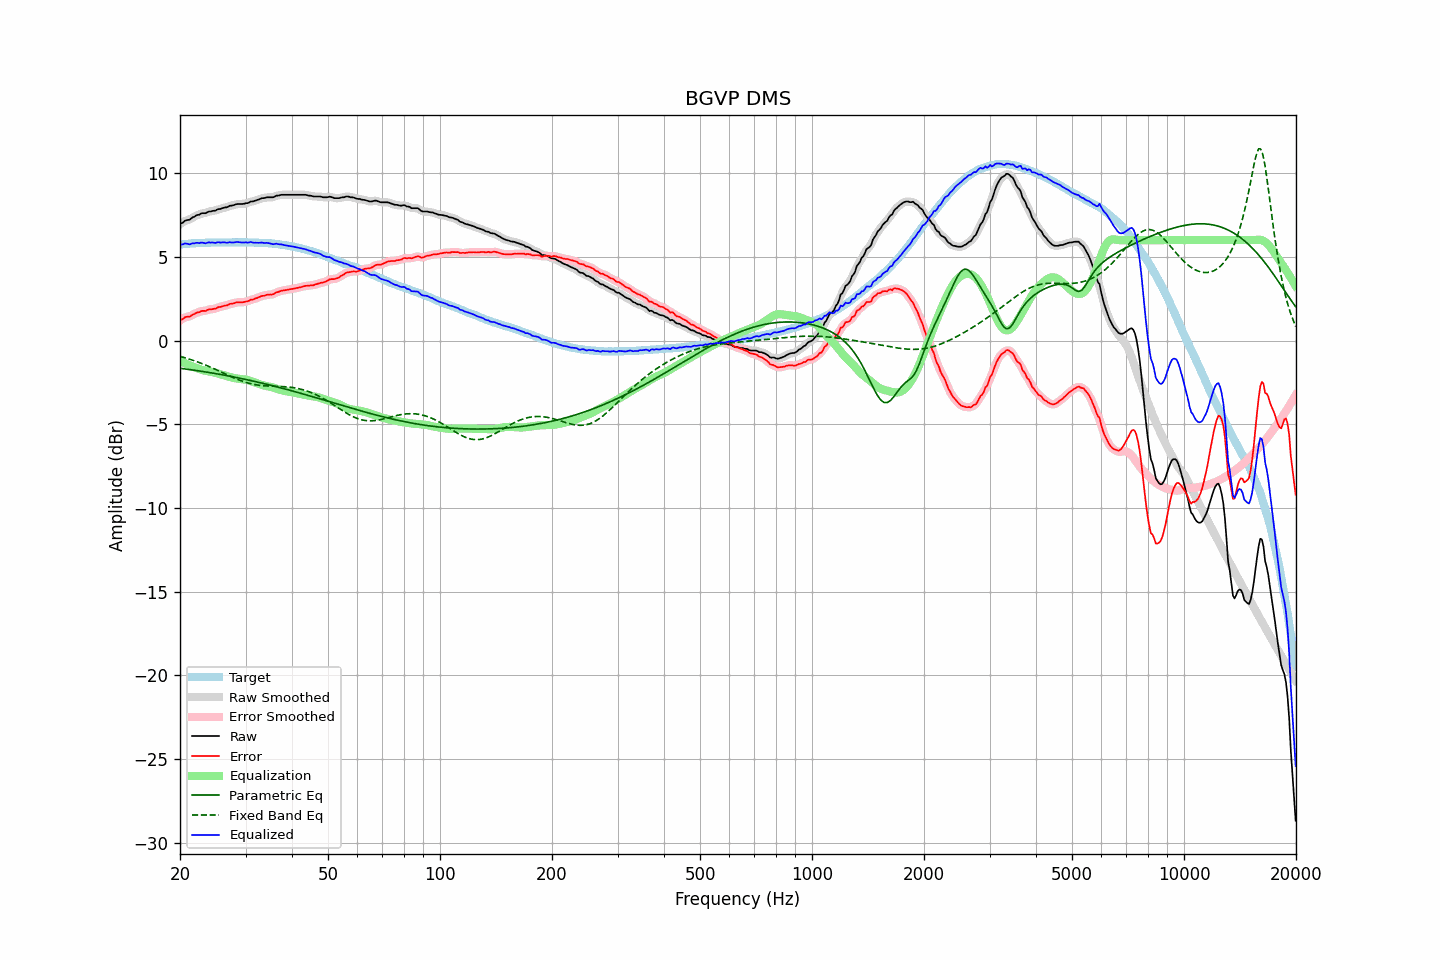 BGVP DMS
Amplitude (dBr)
10
5
0
−5
−10
−15
−20
−25
−30
Target
Raw Smoothed
Error Smoothed
Raw
Error
Equalization
Parametric Eq
Fixed Band Eq
Equalized
20 50 100 200 500 1000 2000 5000 10000 20000
Frequency (Hz)